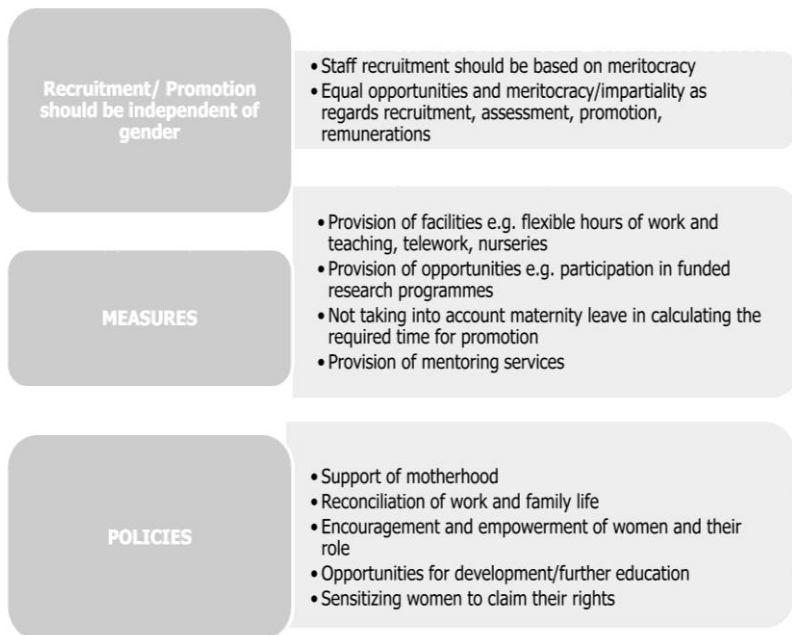 Recruitment/ Promotion
should be independent of
gender
• Staff recruitment should be based on meritocracy
• Equal opportunities and meritocracy/impartiality as
regards recruitment, assessment, promotion,
remunerations
MEASURES
• Provision of facilities e.g. flexible hours of work and
teaching, telework, nurseries
• Provision of opportunities e.g. participation in funded
research programmes
• Not taking into account maternity leave in calculating the
required time for promotion
• Provision of mentoring services
POLICIES
• Support of motherhood
• Reconciliation of work and family life
• Encouragement and empowerment of women and their
role
• Opportunities for development/further education
• Sensitizing women to claim their rights